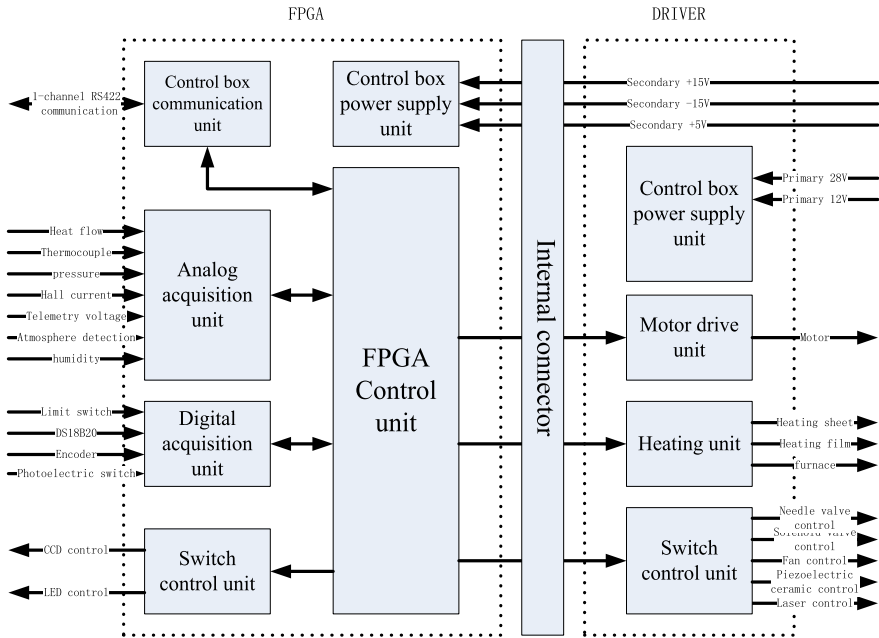 FPGA
DRIVER
Control box
communication
unit
Control box
power supply
unit
1-channel RS422
communication
Secondary +15V
Secondary -15V
Secondary +5V
Control box
power supply
unit
Primary 28V
Primary 12V
Heat flow
Thermocouple
pressure
Hall current
Telemetry voltage
Atmosphere detection
humidity
Analog
acquisition
unit
FPGA
Control
unit
Internal connector
Motor drive
unit
Motor
Limit switch
DS18B20
Encoder
Photoelectric switch
Digital
acquisition
unit
Heating unit
Heating sheet
Heating film
furnace
CCD control
LED control
Switch
control unit
Switch
control unit
Needle valve
control
Solenoid valve
control
Fan control
Piezoelectric
ceramic control
Laser control